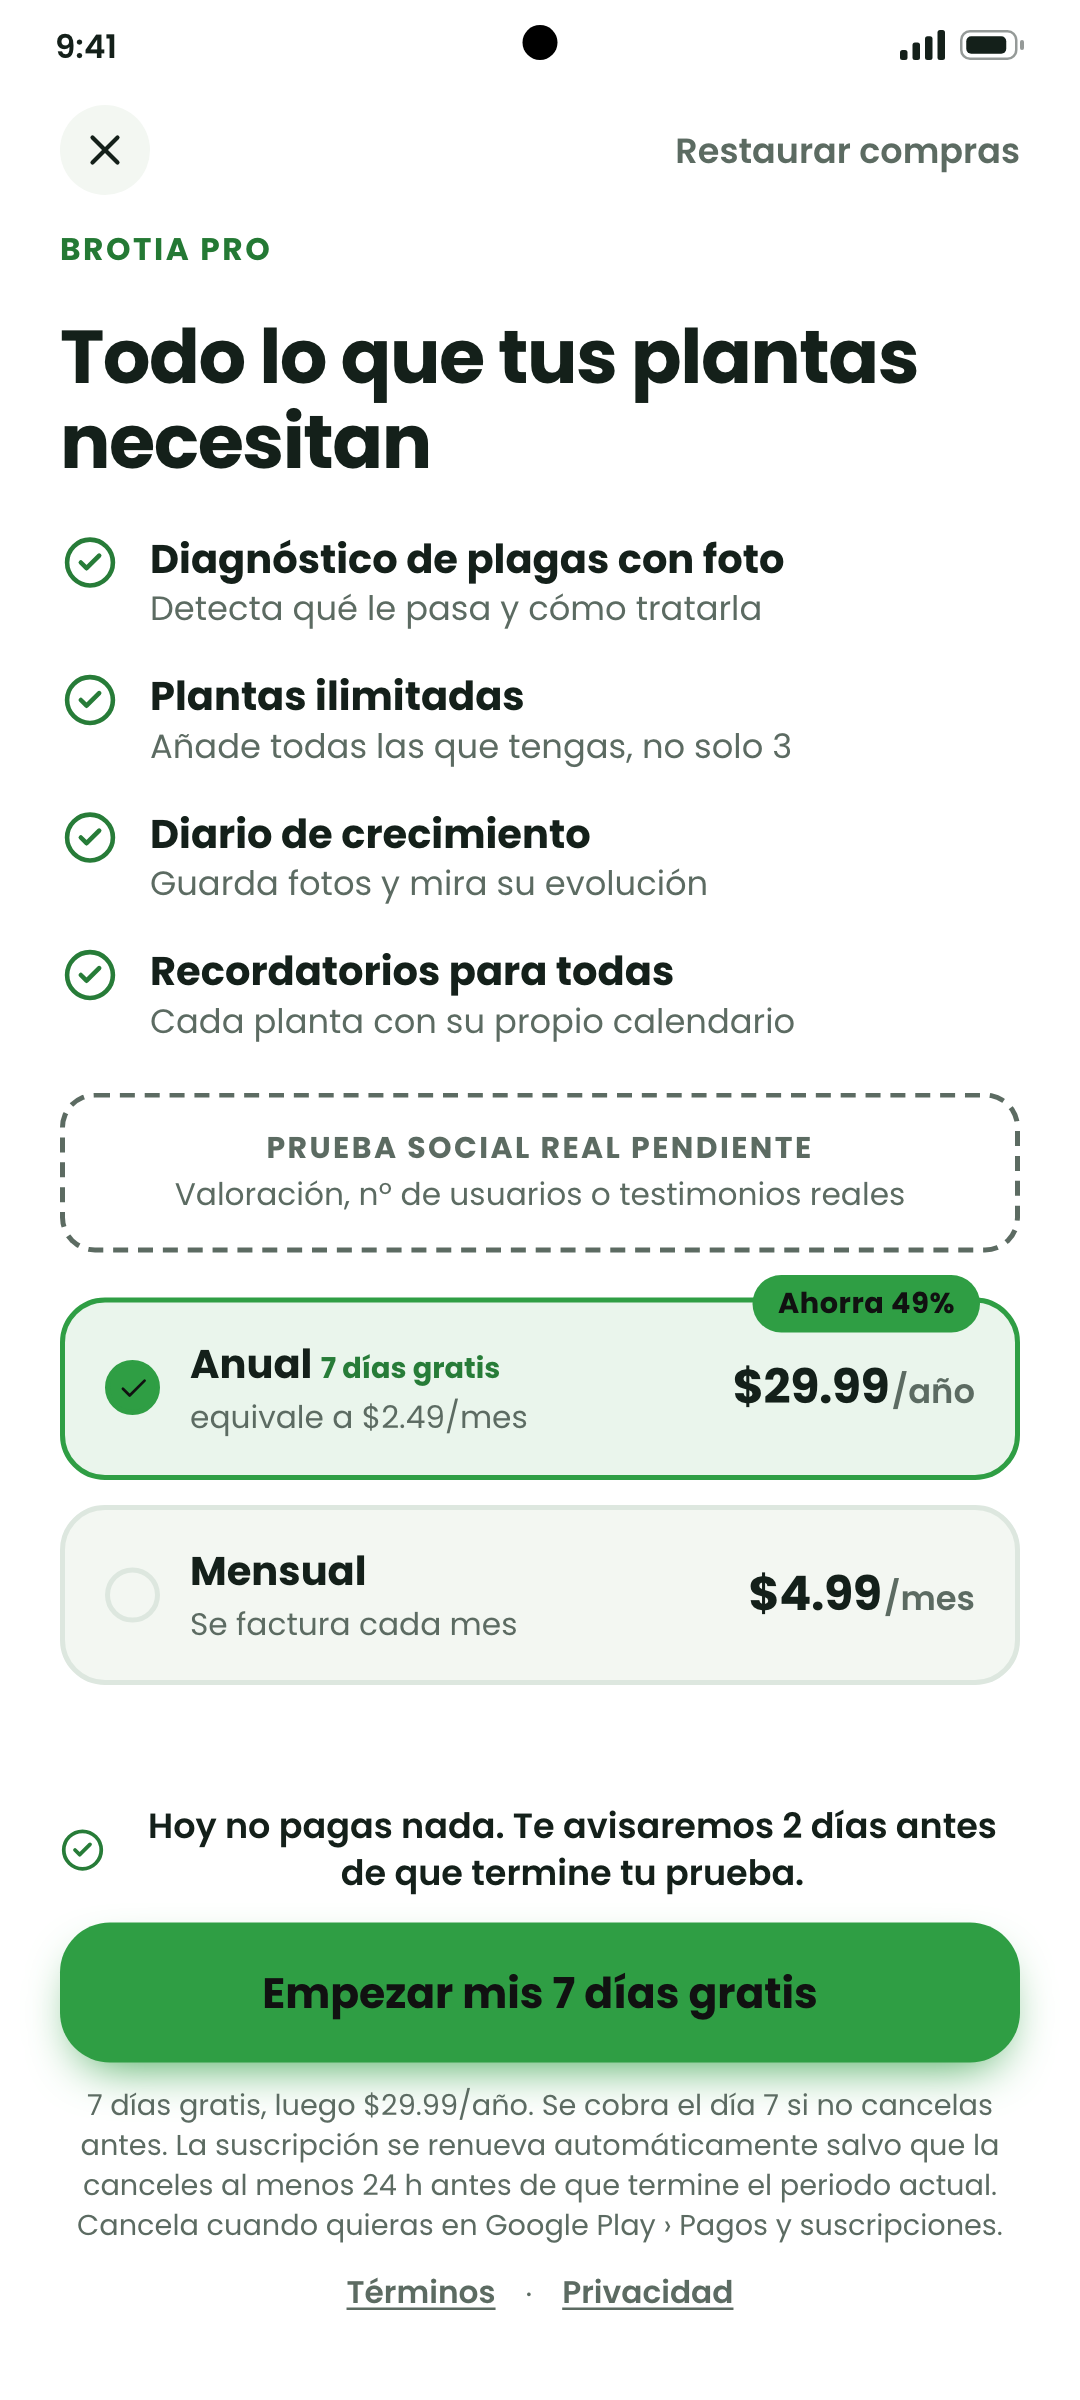 9:41
Restaurar compras
BROTIA PRO
Todo lo que tus plantas
necesitan
Diagnóstico de plagas con foto
Detecta qué le pasa y cómo tratarla
Plantas ilimitadas
Añade todas las que tengas, no solo 3
Diario de crecimiento
Guarda fotos y mira su evolución
Recordatorios para todas
Cada planta con su propio calendario
PRUEBA SOCIAL REAL PENDIENTE
Valoración, nº de usuarios o testimonios reales
Ahorra 49%
Anual 7 días gratis
equivale a $2.49/mes
$29.99/año
Mensual
Se factura cada mes
$4.99/mes
Hoy no pagas nada. Te avisaremos 2 días antes
de que termine tu prueba.
Empezar mis 7 días gratis
7 días gratis, luego $29.99/año. Se cobra el día 7 si no cancelas
antes. La suscripción se renueva automáticamente salvo que la
canceles al menos 24 h antes de que termine el periodo actual.
Cancela cuando quieras en Google Play › Pagos y suscripciones.
Términos · Privacidad